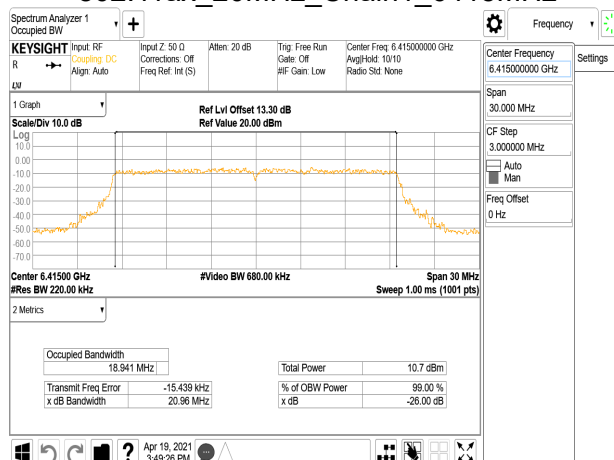 Spectrum Analyzer 1
Occupied BW
Frequency
KEYSIGHT
R
Input: RF
Coupling: DC
Align: Auto
Input Z: 50 Ω
Corrections: Off
Freq Ref: Int (S)
Atten: 20 dB
Trig: Free Run
Gate: Off
#IF Gain: Low
Center Freq: 6.415000000 GHz
Avg|Hold: 10/10
Radio Std: None
Center Frequency
6.415000000 GHz
Settings
Span
30.000 MHz
CF Step
3.000000 MHz
Auto
Man
Freq Offset
0 Hz
1 Graph
Ref Lvl Offset 13.30 dB
Scale/Div 10.0 dB
Ref Value 20.00 dBm
Log
10.0
0.00
-10.0
-20.0
-30.0
-40.0
-50.0
-60.0
-70.0
Center 6.41500 GHz
#Video BW 680.00 kHz
Span 30 MHz
#Res BW 220.00 kHz
Sweep 1.00 ms (1001 pts)
2 Metrics
Occupied Bandwidth
18.941 MHz
Total Power 10.7 dBm
Transmit Freq Error -15.439 kHz
% of OBW Power 99.00 %
x dB Bandwidth 20.96 MHz
x dB -26.00 dB
Apr 19, 2021
3:49:26 PM